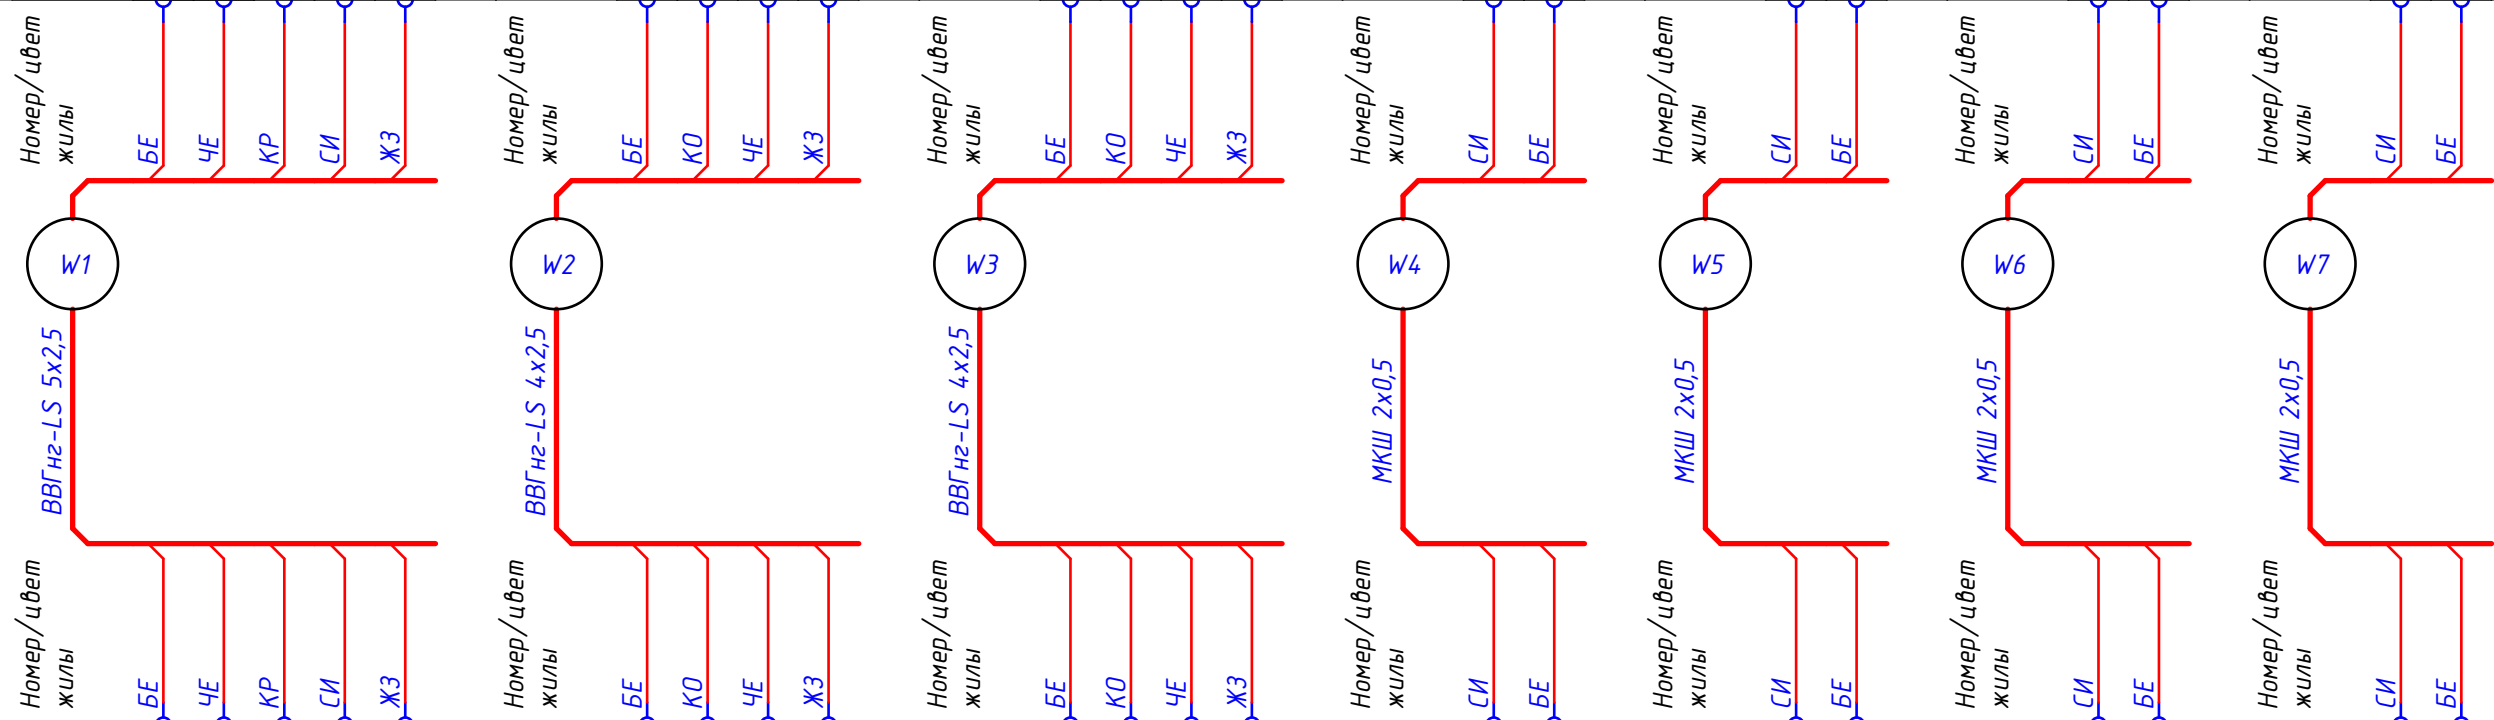 Номер/цвет
жилы
БЕ
ЧЕ
КР
СИ
ЖЗ
Номер/цвет
жилы
БЕ
КО
ЧЕ
ЖЗ
Номер/цвет
жилы
БЕ
КО
ЧЕ
ЖЗ
Номер/цвет
жилы
СИ
БЕ
Номер/цвет
жилы
СИ
БЕ
Номер/цвет
жилы
СИ
БЕ
Номер/цвет
жилы
СИ
БЕ
W1
W2
W3
W4
W5
W6
W7
ВВГнг-LS 5х2,5
ВВГнг-LS 4х2,5
ВВГнг-LS 4х2,5
МКШ 2х0,5
МКШ 2х0,5
МКШ 2х0,5
МКШ 2х0,5
Номер/цвет
жилы
БЕ
ЧЕ
КР
СИ
ЖЗ
Номер/цвет
жилы
БЕ
КО
ЧЕ
ЖЗ
Номер/цвет
жилы
БЕ
КО
ЧЕ
ЖЗ
Номер/цвет
жилы
СИ
БЕ
Номер/цвет
жилы
СИ
БЕ
Номер/цвет
жилы
СИ
БЕ
Номер/цвет
жилы
СИ
БЕ